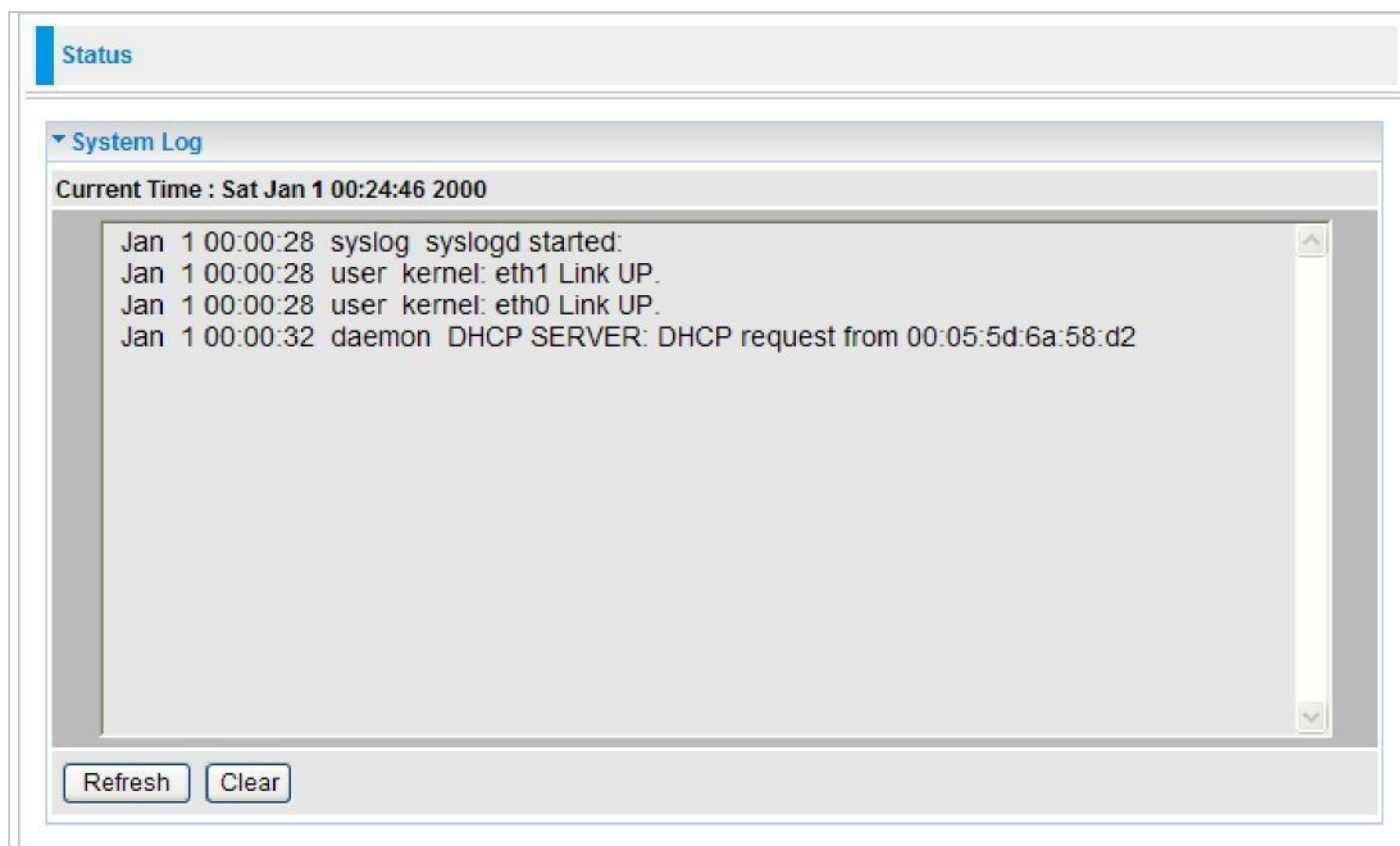 Status
System Log
Current Time : Sat Jan 1 00:24:46 2000
Jan 1 00:00:28 syslog syslogd started:
Jan 1 00:00:28 user kernel: eth1 Link UP.
Jan 1 00:00:28 user kernel: eth0 Link UP.
Jan 1 00:00:32 daemon DHCP SERVER: DHCP request from 00:05:5d:6a:58:d2
Refresh Clear